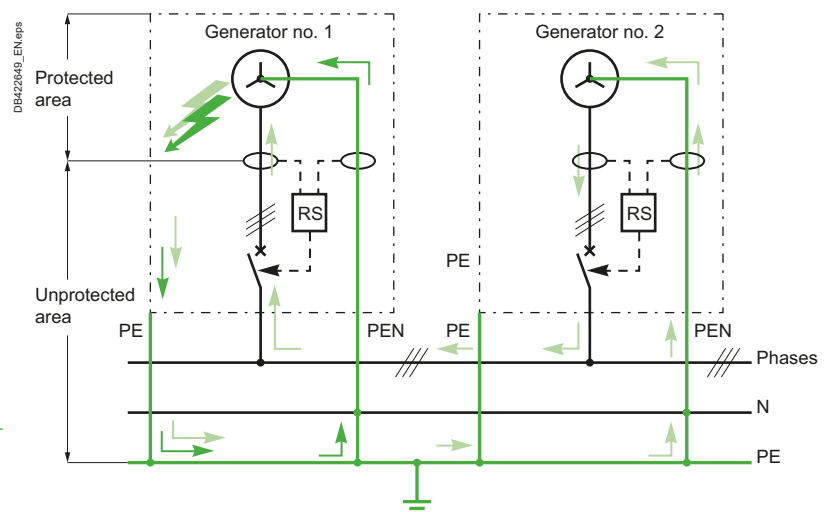 DB422649_EN.eps
Generator no. 1
Generator no. 2
Protected
area
RS
RS
PE
Unprotected
area
PE
PEN
PE
PEN
Phases
N
PE